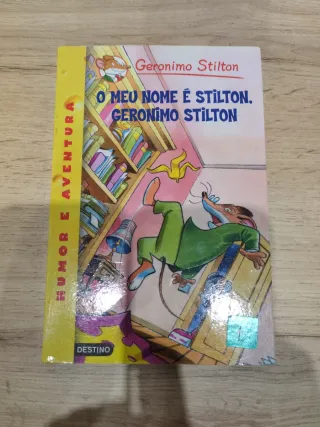 Geronimo Stilton
O MEU NOME É STILTON,
GERONIMO STILTON
HUMOR E AVENTURA
DESTINO